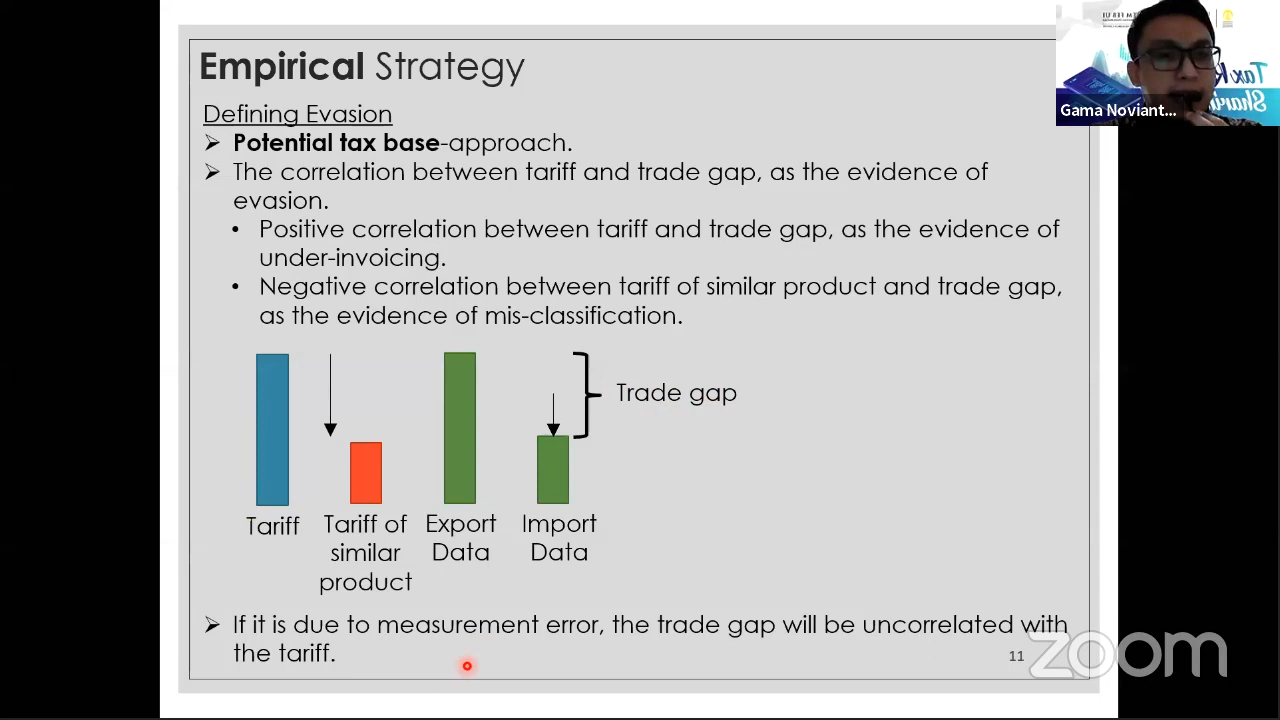 Empirical Strategy
Defining Evasion
➢ Potential tax base-approach.
➢ The correlation between tariff and trade gap, as the evidence of
evasion.
• Positive correlation between tariff and trade gap, as the evidence of
under-invoicing.
• Negative correlation between tariff of similar product and trade gap,
as the evidence of mis-classification.
Trade gap
Tariff
Tariff of
similar
product
Export
Data
Import
Data
➢ If it is due to measurement error, the trade gap will be uncorrelated with
the tariff.
11
zoom
Gama Noviant...
Tax
Sharin